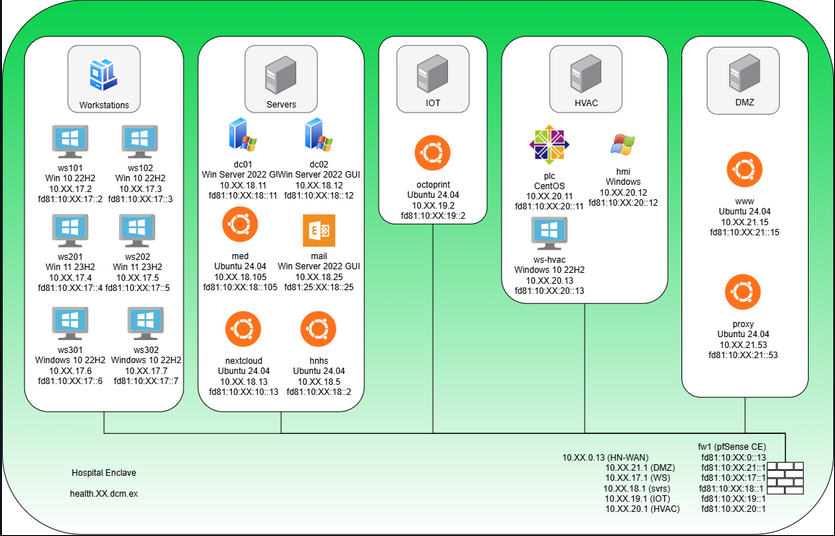 Workstations
ws101
Win 10 22H2
10.XX.17.2
fd81:10:XX:17::2
ws102
Win 10 22H2
10.XX.17.3
fd81:10:XX:17::3
ws201
Win 11 23H2
10.XX.17.4
fd81:10:XX:17::4
ws202
Win 11 23H2
10.XX.17.5
fd81:10:XX:17::5
ws301
Windows 10 22H2
10.XX.17.6
fd81:10:XX:17::6
ws302
Windows 10 22H2
10.XX.17.7
fd81:10:XX:17::7
Servers
dc01
Win Server 2022 GUI
10.XX.18.11
fd81:10:XX:18::11
dc02
Win Server 2022 GUI
10.XX.18.12
fd81:10:XX:18::12
med
Ubuntu 24.04
10.XX.18.105
fd81:10:XX:18::105
mail
Win Server 2022 GUI
10.XX.18.25
fd81:25:XX:18::25
nextcloud
Ubuntu 24.04
10.XX.18.13
fd81:10:XX:10::13
hnhs
Ubuntu 24.04
10.XX.18.5
fd81:10:XX:18::2
IOT
octoprint
Ubuntu 24.04
10.XX.19.2
fd81:10:XX:19::2
HVAC
plc
CentOS
10.XX.20.11
fd81:10:XX:20::11
hmi
Windows
10.XX.20.12
fd81:10:XX:20::12
ws-hvac
Windows 10 22H2
10.XX.20.13
fd81:10:XX:20::13
DMZ
www
Ubuntu 24.04
10.XX.21.15
fd81:10:XX:21::15
proxy
Ubuntu 24.04
10.XX.21.53
fd81:10:XX:21::53
Hospital Enclave
health.XX.dcm.ex
fw1 (pfSense CE)
10.XX.0.13 (HN-WAN) fd81:10:XX:0::13
10.XX.21.1 (DMZ) fd81:10:XX:21::1
10.XX.17.1 (WS) fd81:10:XX:17::1
10.XX.18.1 (svrs) fd81:10:XX:18::1
10.XX.19.1 (IOT) fd81:10:XX:19::1
10.XX.20.1 (HVAC) fd81:10:XX:20::1